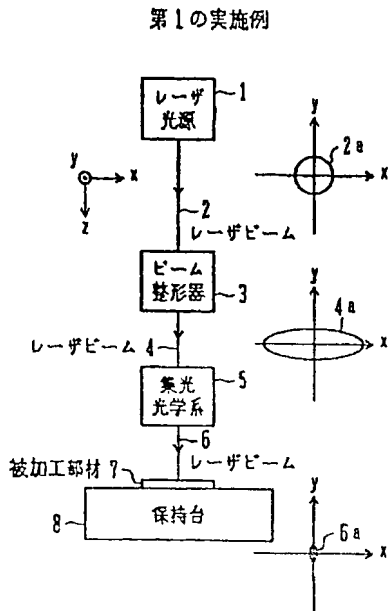 第1の実施例
レーザ
光源
1
y
x
z
2
レーザビーム
y
2a
x
ビーム
整形器
3
レーザビーム 4
y
4a
x
集光
光学系
5
6
レーザビーム
被加工部材 7
8
保持台
y
6a
x